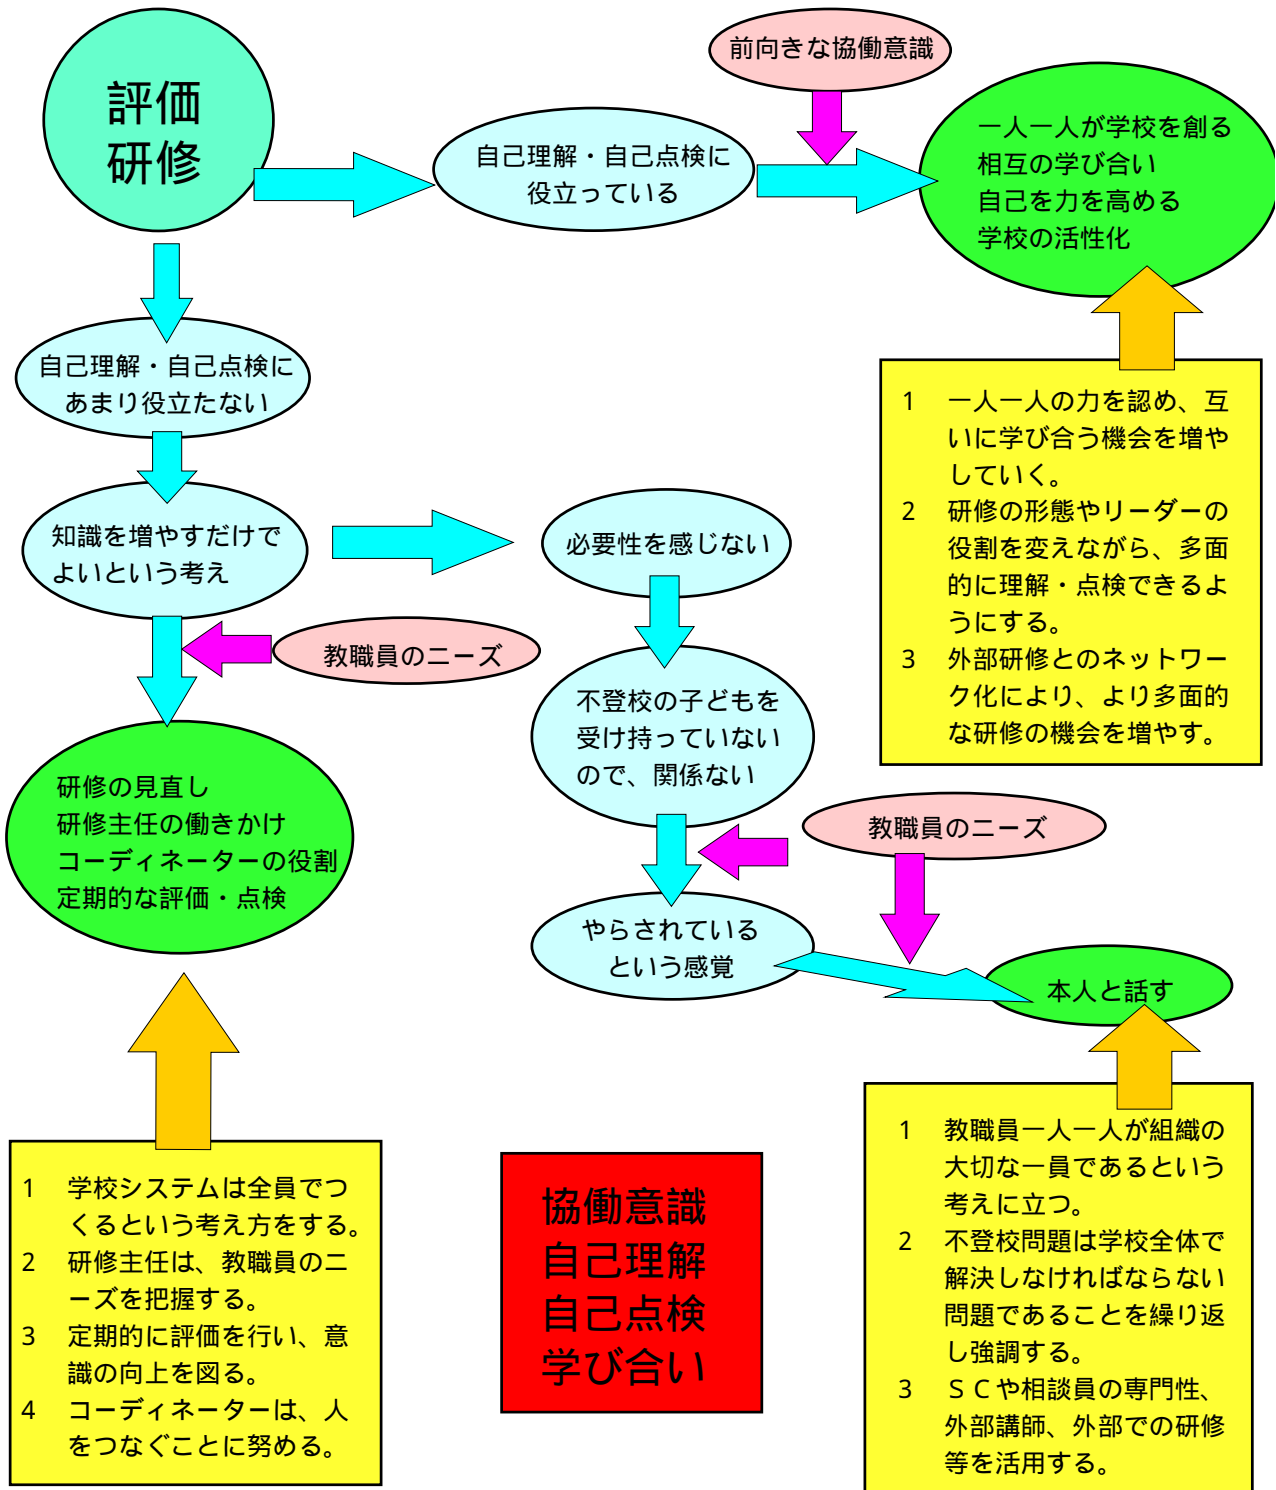 評価
研修
前向きな協働意識
自己理解・自己点検に
役立っている
一人一人が学校を創る
相互の学び合い
自己を力を高める
学校の活性化
自己理解・自己点検に
あまり役立たない
知識を増やすだけで
よいという考え
必要性を感じない
教職員のニーズ
不登校の子どもを
受け持っていない
ので、関係ない
1 一人一人の力を認め、互
いに学び合う機会を増や
していく。
2 研修の形態やリーダーの
役割を変えながら、多面
的に理解・点検できるよ
うにする。
3 外部研修とのネットワー
ク化により、より多面的
な研修の機会を増やす。
研修の見直し
研修主任の働きかけ
コーディネーターの役割
定期的な評価・点検
教職員のニーズ
やらされている
という感覚
本人と話す
1 学校システムは全員でつ
くるという考え方をする。
2 研修主任は、教職員のニ
ーズを把握する。
3 定期的に評価を行い、意
識の向上を図る。
4 コーディネーターは、人
をつなぐことに努める。
協働意識
自己理解
自己点検
学び合い
1 教職員一人一人が組織の
大切な一員であるという
考えに立つ。
2 不登校問題は学校全体で
解決しなければならない
問題であることを繰り返
し強調する。
3 ＳＣや相談員の専門性、
外部講師、外部での研修
等を活用する。